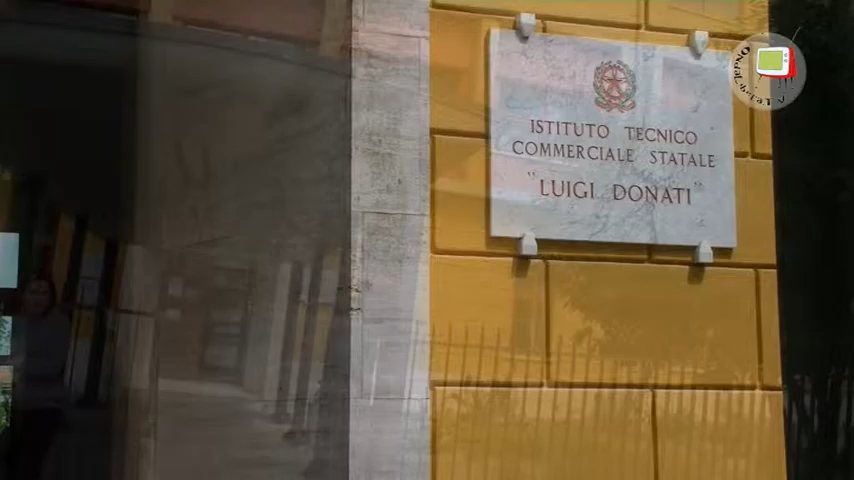 ISTITUTO TECNICO
COMMERCIALE STATALE
"LUIGI DONATI"